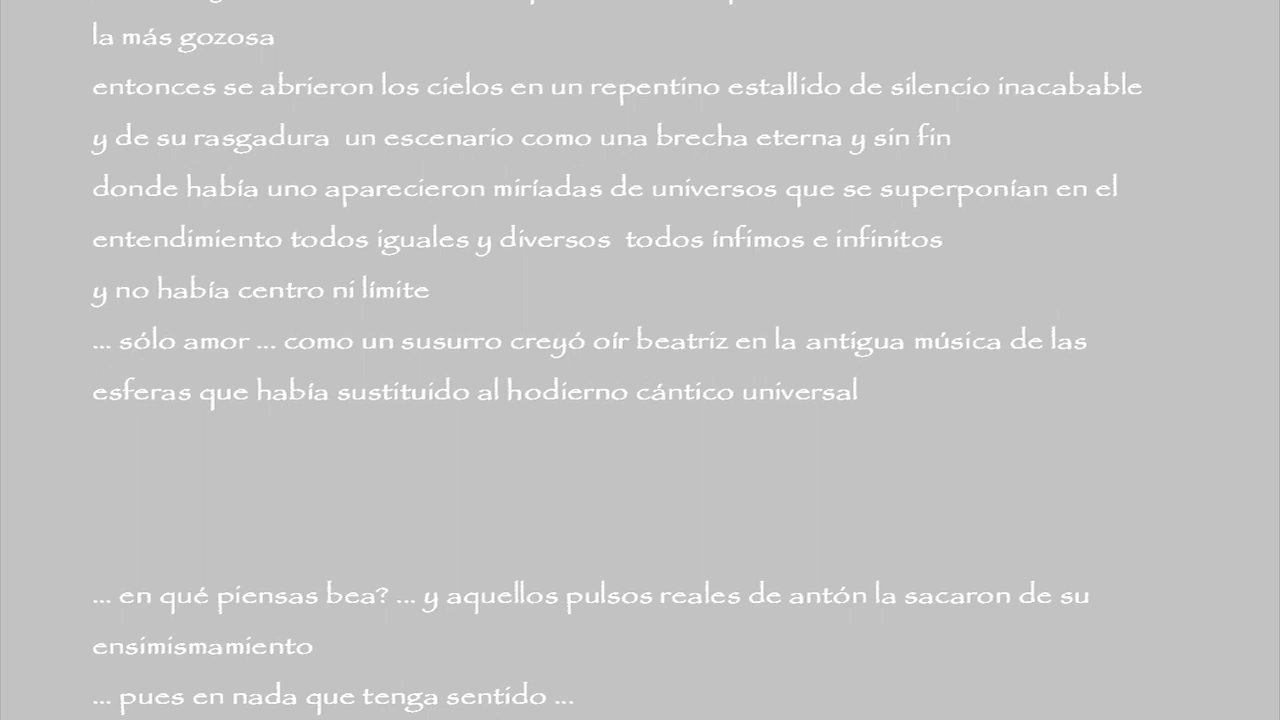 la más gozosa
entonces se abrieron los cielos en un repentino estallido de silencio inacabable
y de su rasgadura  un escenario como una brecha eterna y sin fin
donde había uno aparecieron miríadas de universos que se superponían en el
entendimiento todos iguales y diversos  todos ínfimos e infinitos
y no había centro ni límite
... sólo amor ... como un susurro creyó oír beatriz en la antigua música de las
esferas que había sustituido al hodierno cántico universal
... en qué piensas bea? ... y aquellos pulsos reales de antón la sacaron de su
ensimismamiento
... pues en nada que tenga sentido ...